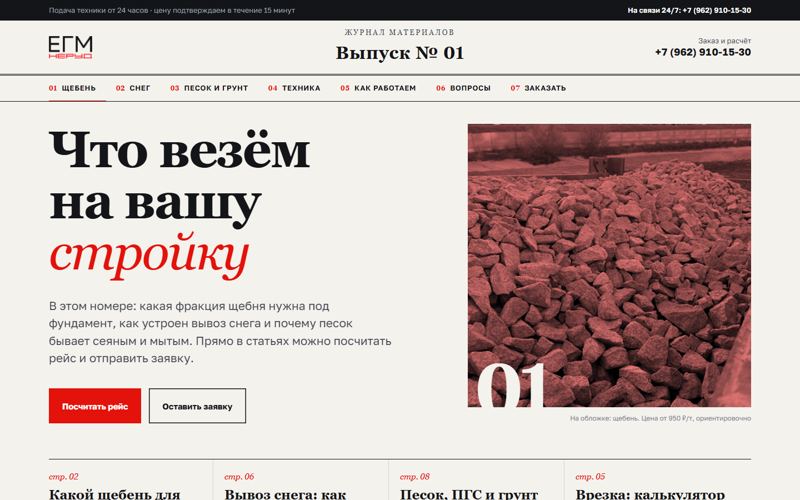 Подача техники от 24 часов · цену подтверждаем в течение 15 минут
На связи 24/7: +7 (962) 910-15-30
ЕГМ
НЕРУД
ЖУРНАЛ МАТЕРИАЛОВ
Выпуск № 01
Заказ и расчёт
+7 (962) 910-15-30
01 ЩЕБЕНЬ 02 СНЕГ 03 ПЕСОК И ГРУНТ 04 ТЕХНИКА 05 КАК РАБОТАЕМ 06 ВОПРОСЫ 07 ЗАКАЗАТЬ
Что везём
на вашу
стройку
В этом номере: какая фракция щебня нужна под
фундамент, как устроен вывоз снега и почему песок
бывает сеяным и мытым. Прямо в статьях можно посчитать
рейс и отправить заявку.
Посчитать рейс
Оставить заявку
01
На обложке: щебень. Цена от 950 ₽/т, ориентировочно
стр. 02
Какой щебень для
стр. 06
Вывоз снега: как
стр. 08
Песок, ПГС и грунт
стр. 05
Врезка: калькулятор